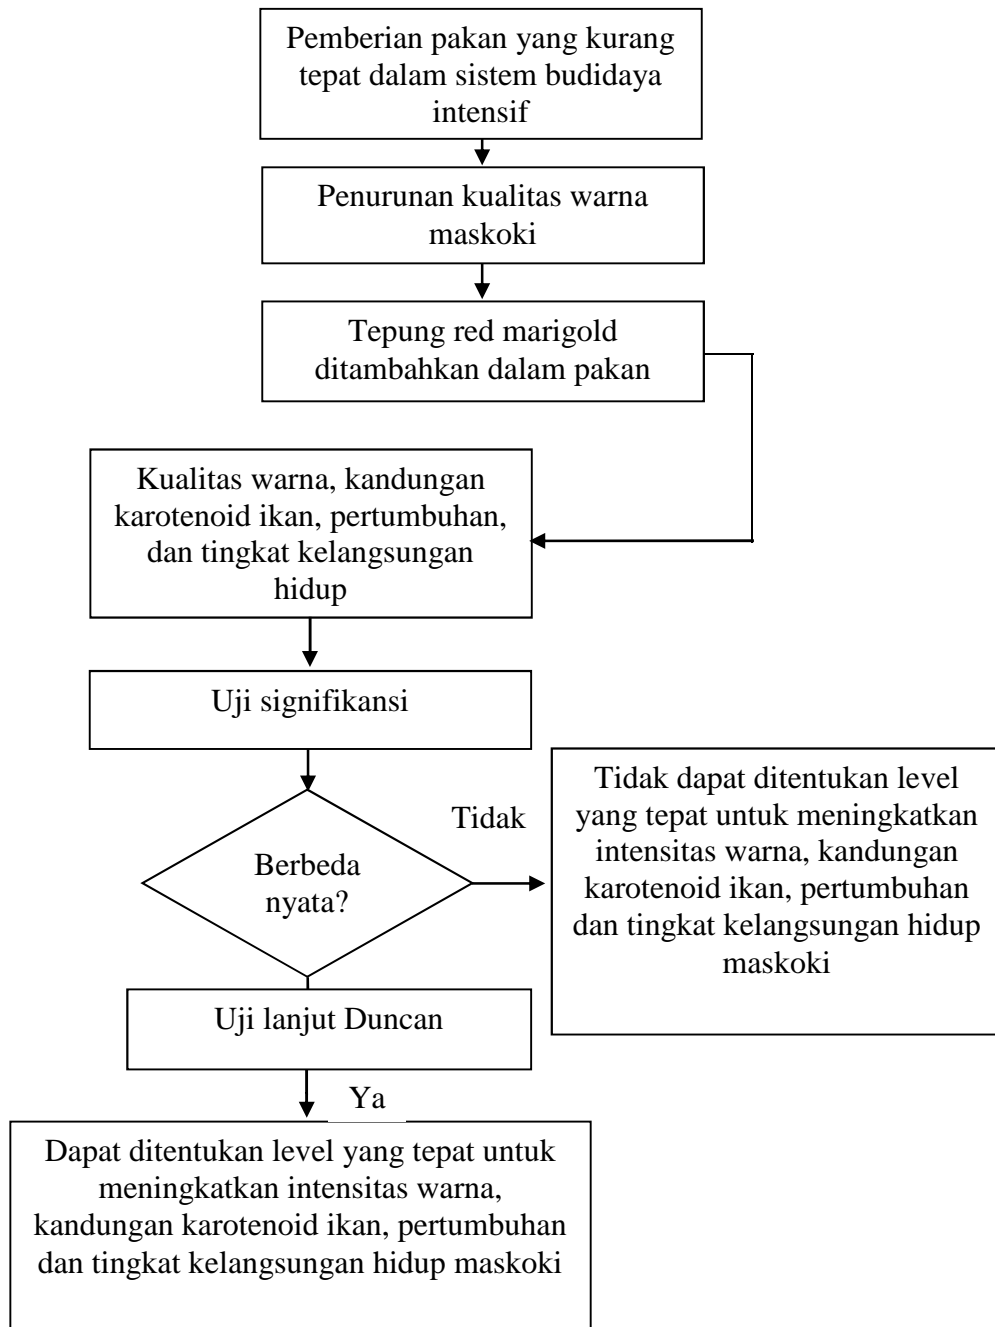 Pemberian pakan yang kurang
tepat dalam sistem budidaya
intensif
Penurunan kualitas warna
maskoki
Tepung red marigold
ditambahkan dalam pakan
Kualitas warna, kandungan
karotenoid ikan, pertumbuhan,
dan tingkat kelangsungan
hidup
Uji signifikansi
Berbeda
nyata?
Tidak
Tidak dapat ditentukan level
yang tepat untuk meningkatkan
intensitas warna, kandungan
karotenoid ikan, pertumbuhan
dan tingkat kelangsungan hidup
maskoki
Uji lanjut Duncan
Ya
Dapat ditentukan level yang tepat untuk
meningkatkan intensitas warna,
kandungan karotenoid ikan, pertumbuhan
dan tingkat kelangsungan hidup maskoki